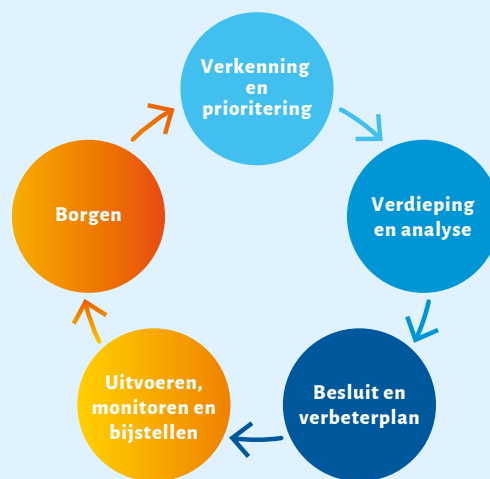 Verkenning
en
prioritering
Verdieping
en analyse
Besluit en
verbeterplan
Uitvoeren,
monitoren en
bijstellen
Borgen